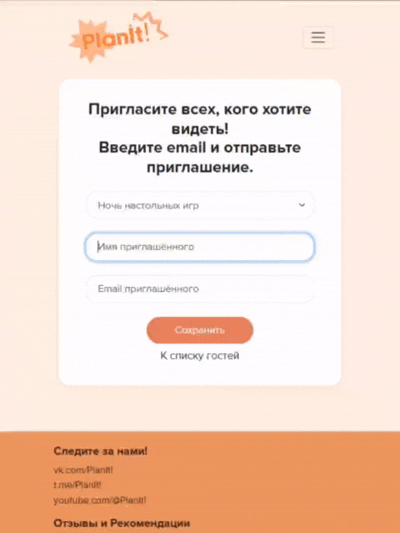 PlanIt!
Пригласите всех, кого хотите
видеть!
Введите email и отправьте
приглашение.
Ночь настольных игр
Имя приглашённого
Email приглашённого
Сохранить
К списку гостей
Следите за нами!
vk.com/PlanIt!
t.me/PlanIt!
youtube.com/@PlanIt!
Отзывы и Рекомендации